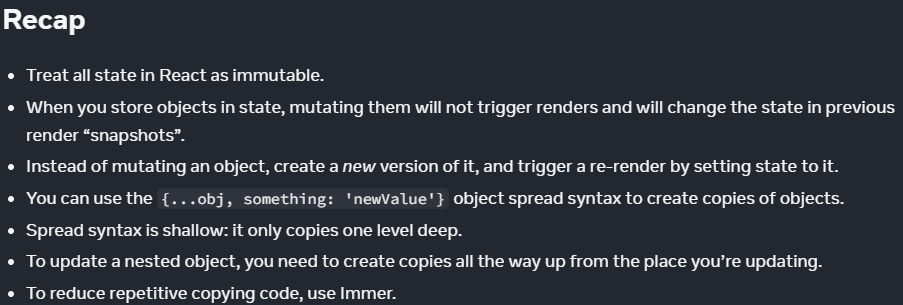 Recap
• Treat all state in React as immutable.
• When you store objects in state, mutating them will not trigger renders and will change the state in previous
render “snapshots”.
• Instead of mutating an object, create a new version of it, and trigger a re-render by setting state to it.
• You can use the {...obj, something: 'newValue'} object spread syntax to create copies of objects.
• Spread syntax is shallow: it only copies one level deep.
• To update a nested object, you need to create copies all the way up from the place you’re updating.
• To reduce repetitive copying code, use Immer.